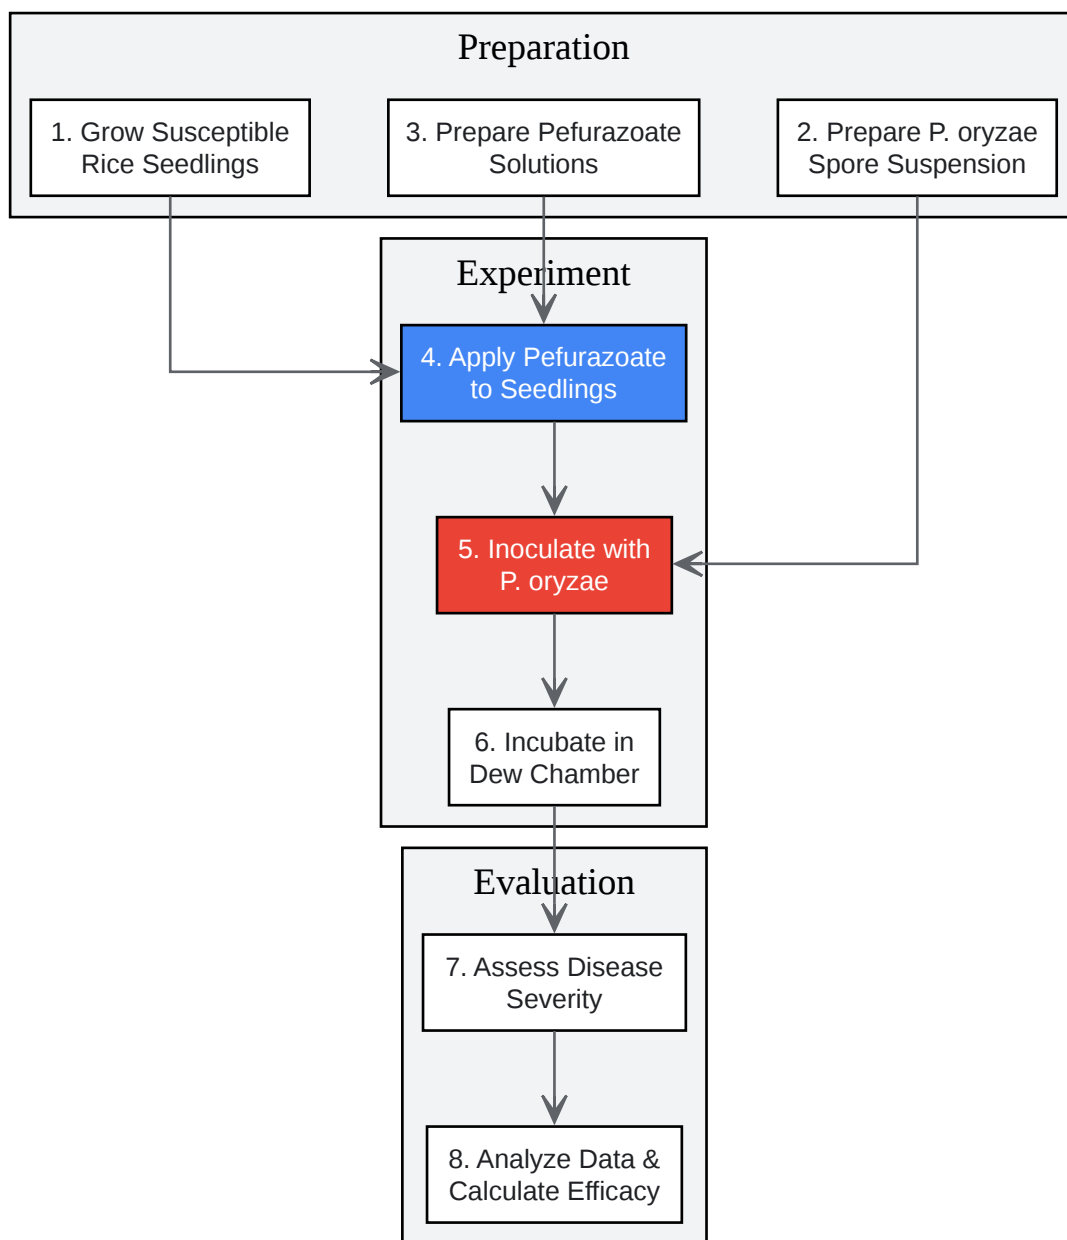 Preparation
1. Grow Susceptible
Rice Seedlings
3. Prepare Pefurazoate
Solutions
2. Prepare P. oryzae
Spore Suspension
Experiment
4. Apply Pefurazoate
to Seedlings
5. Inoculate with
P. oryzae
6. Incubate in
Dew Chamber
Evaluation
7. Assess Disease
Severity
8. Analyze Data &
Calculate Efficacy